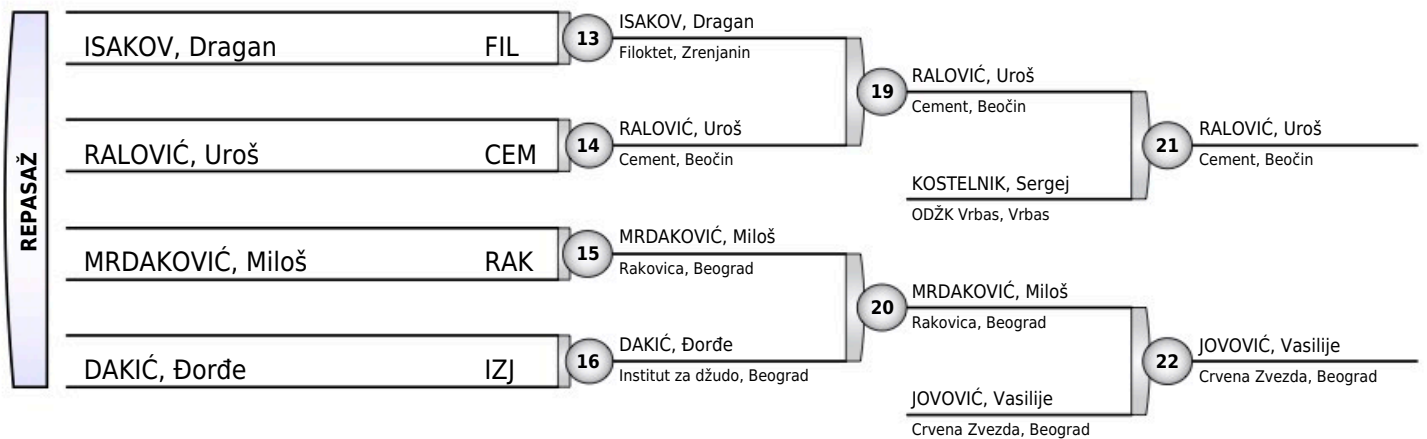 REPASAŽ
ISAKOV, Dragan FIL
RALOVIĆ, Uroš CEM
MRDAKOVIĆ, Miloš RAK
DAKIĆ, Đorđe IZJ
13
ISAKOV, Dragan
Filoktet, Zrenjanin
14
RALOVIĆ, Uroš
Cement, Beočin
15
MRDAKOVIĆ, Miloš
Rakovica, Beograd
16
DAKIĆ, Đorđe
Institut za džudo, Beograd
19
RALOVIĆ, Uroš
Cement, Beočin
KOSTELNIK, Sergej
ODŽK Vrbas, Vrbas
20
MRDAKOVIĆ, Miloš
Rakovica, Beograd
JOVOVIĆ, Vasilije
Crvena Zvezda, Beograd
21
RALOVIĆ, Uroš
Cement, Beočin
22
JOVOVIĆ, Vasilije
Crvena Zvezda, Beograd